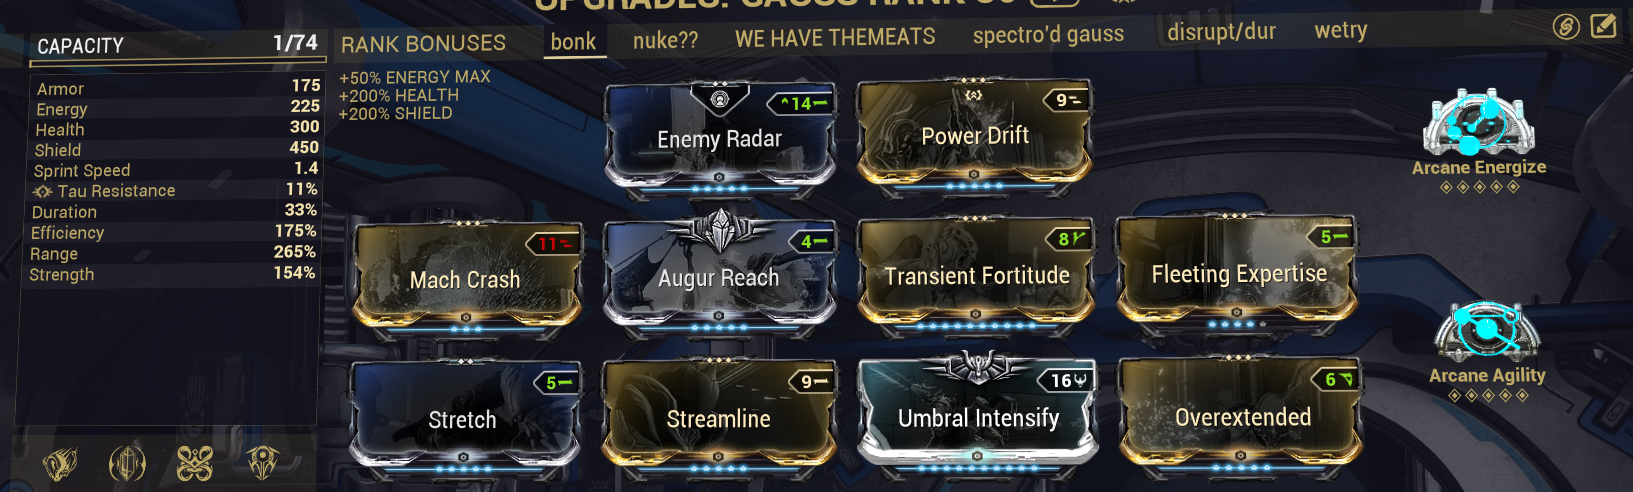 CAPACITY 1/74
RANK BONUSES
bonk
nuke??
WE HAVE THEMEATS
spectro'd gauss
disrupt/dur
wetry
+50% ENERGY MAX
+200% HEALTH
+200% SHIELD
Armor 175
Energy 225
Health 300
Shield 450
Sprint Speed 1.4
Tau Resistance 11%
Duration 33%
Efficiency 175%
Range 265%
Strength 154%
14
Enemy Radar
9
Power Drift
Arcane Energize
11
Mach Crash
4
Augur Reach
8
Transient Fortitude
5
Fleeting Expertise
Arcane Agility
5
Stretch
9
Streamline
16
Umbral Intensify
6
Overextended